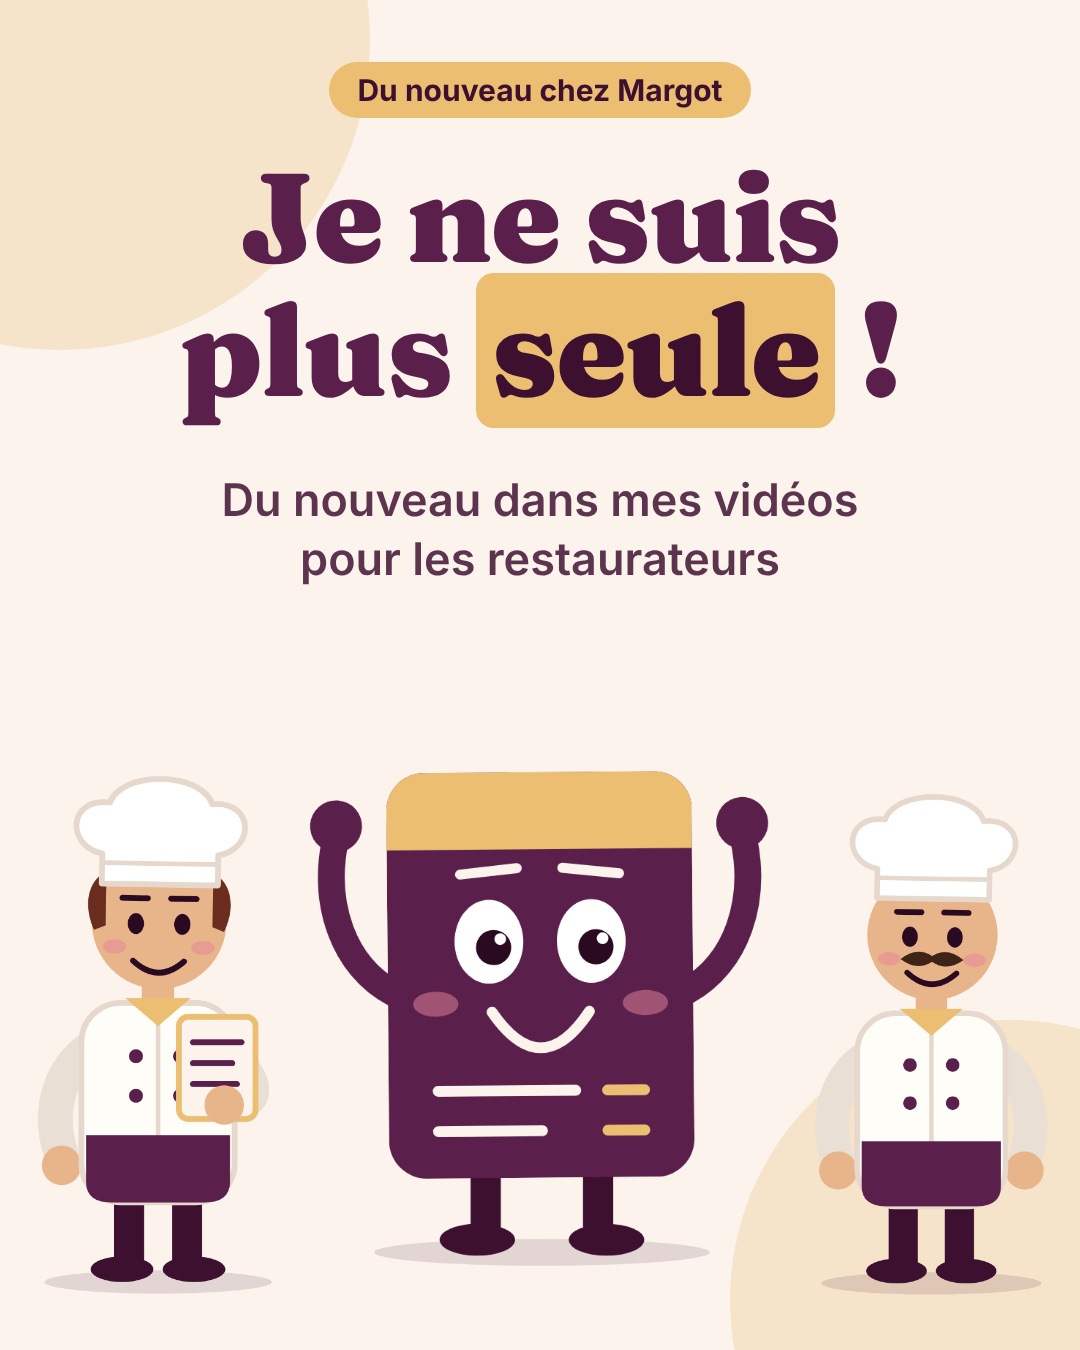 Du nouveau chez Margot
Je ne suis
plus seule !
Du nouveau dans mes vidéos
pour les restaurateurs